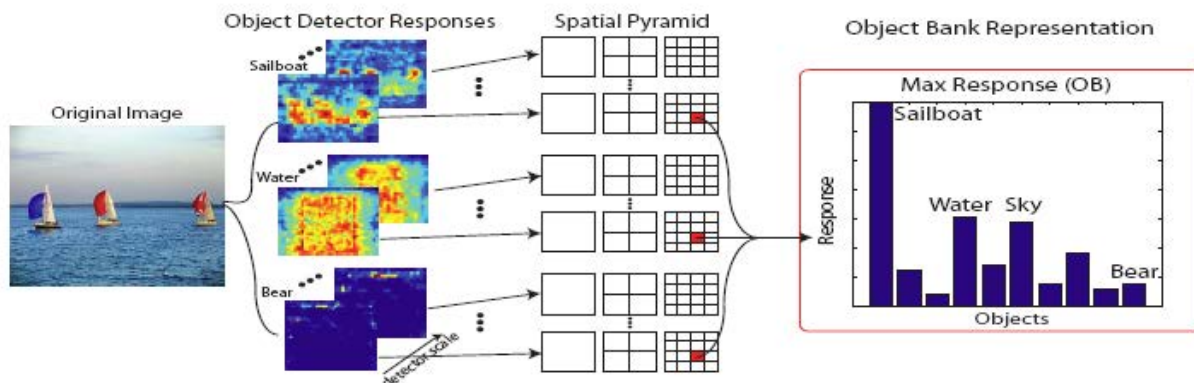 Object Detector Responses
Spatial Pyramid
Object Bank Representation
Original Image
Sailboat
Water
Bear
detector scale
Max Response (OB)
Sailboat
Water Sky
Bear
Response
Objects